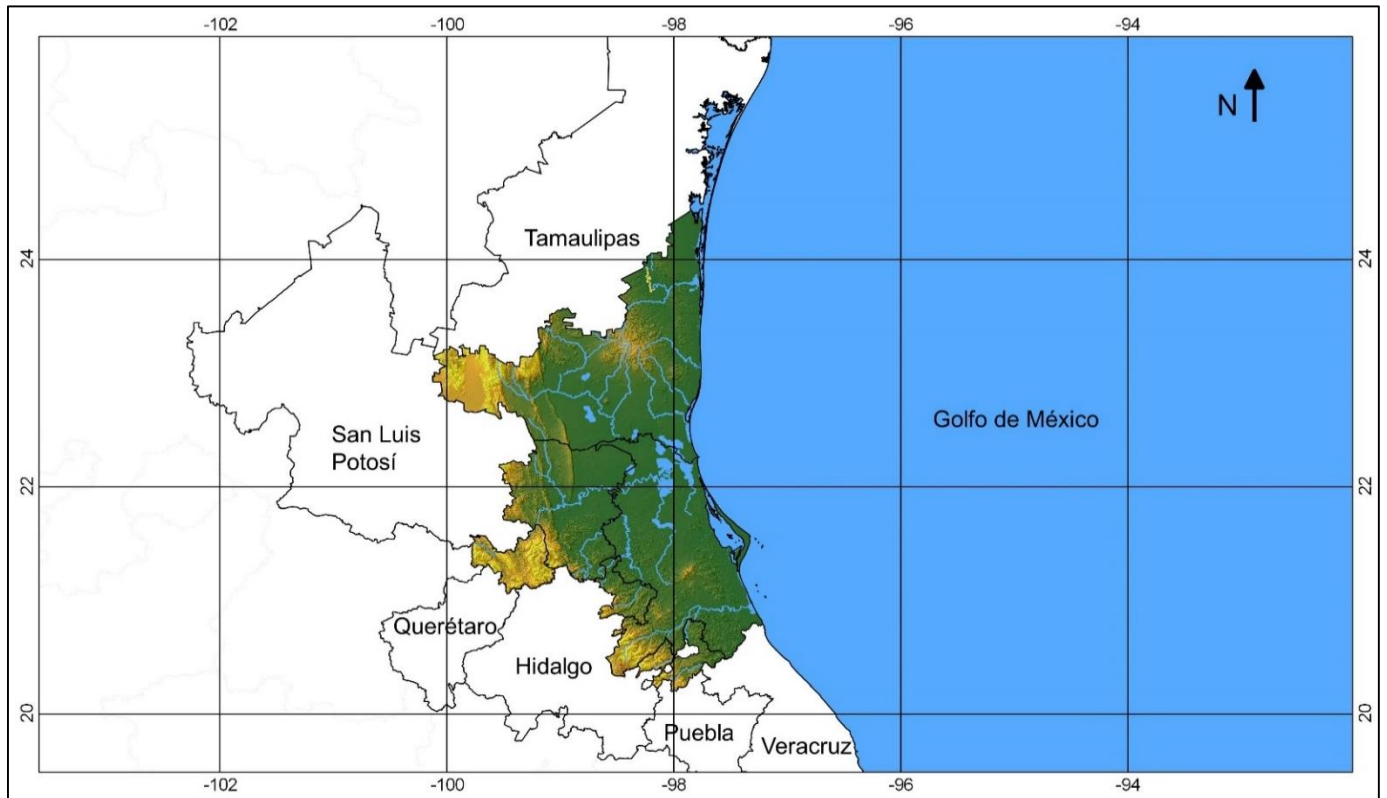 -102 -100 -98 -96 -94
N
24 Tamaulipas 24
San Luis
Potosí
Golfo de México
22 22
Querétaro
Hidalgo
20 20
Puebla
Veracruz
-102 -100 -98 -96 -94